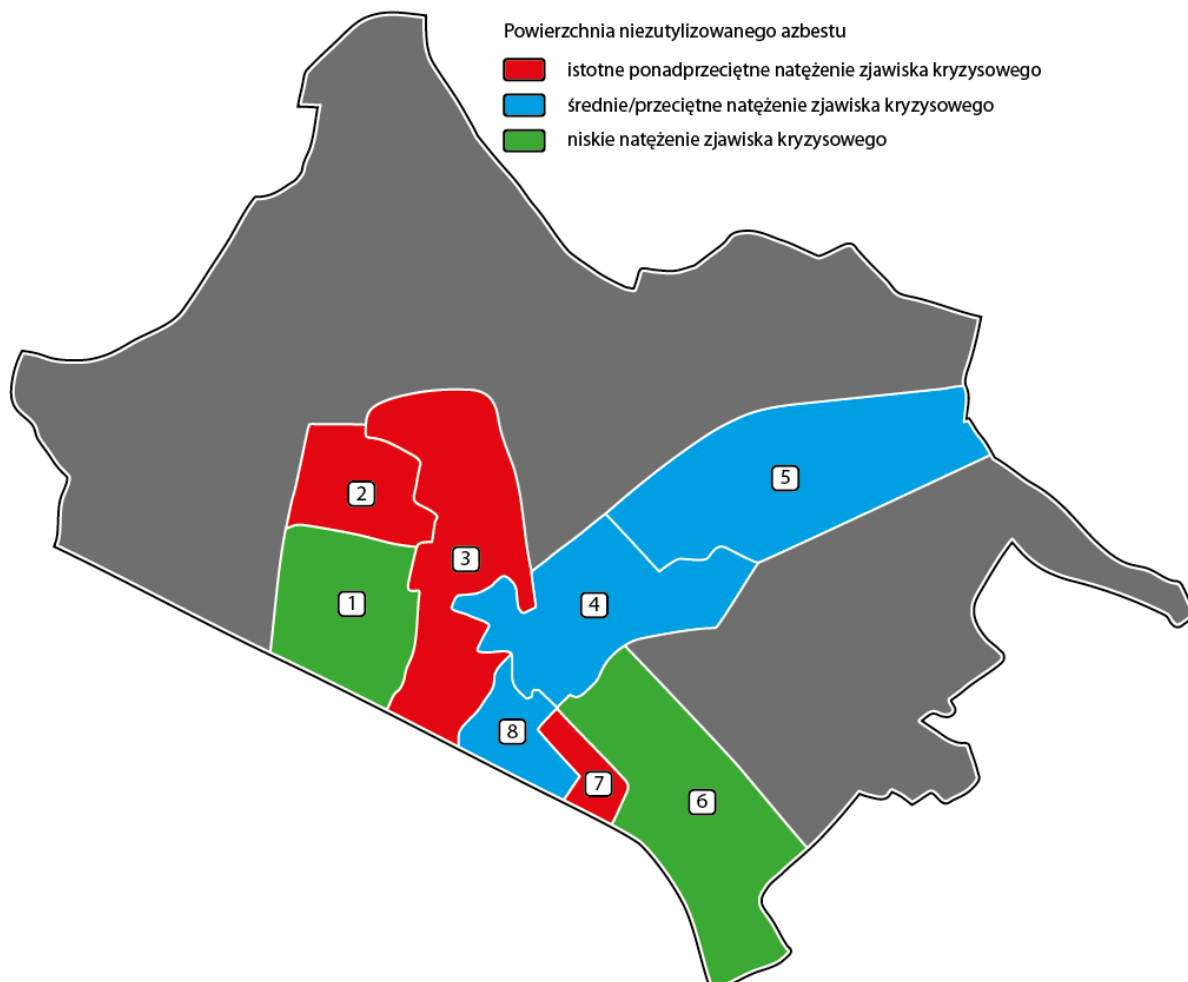 Powierzchnia niezutylizowanego azbestu
istotne ponadprzeciętne natężenie zjawiska kryzysowego
średnie/przeciętne natężenie zjawiska kryzysowego
niskie natężenie zjawiska kryzysowego
5
2
3
1
4
8
7
6